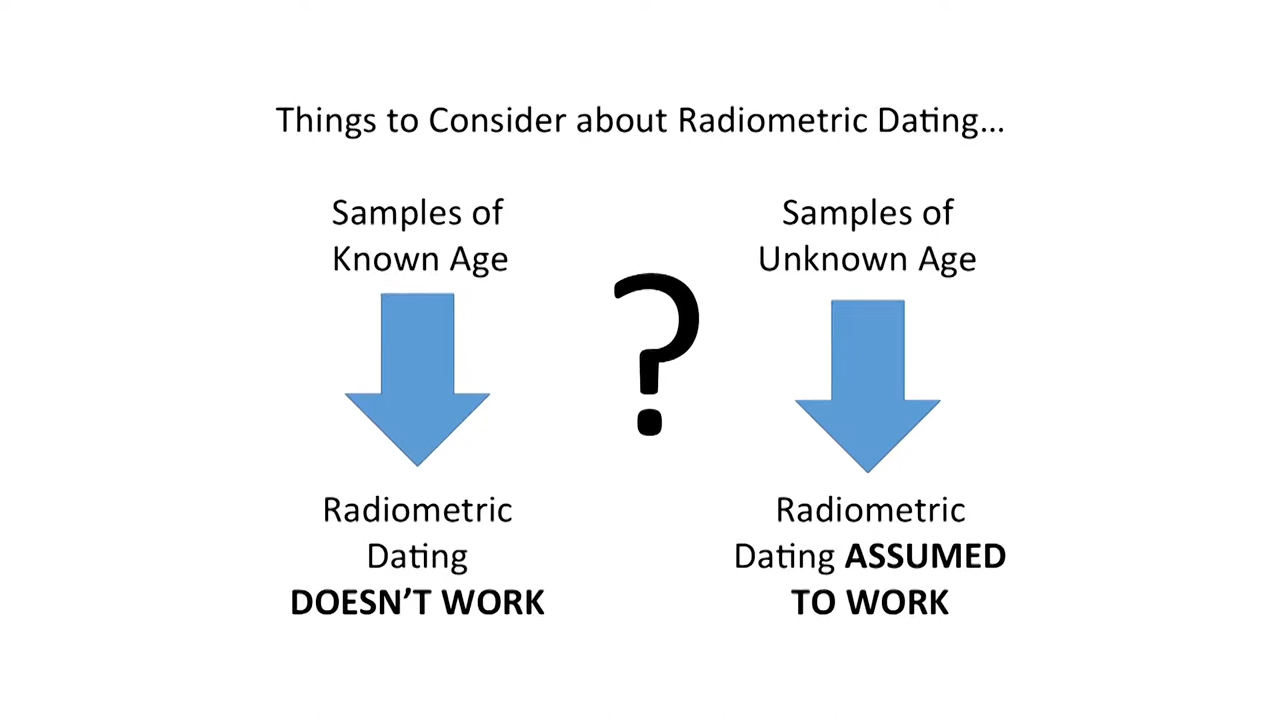 Things to Consider about Radiometric Dating...
Samples of
Known Age
?
Samples of
Unknown Age
Radiometric
Dating
DOESN'T WORK
Radiometric
Dating ASSUMED
TO WORK